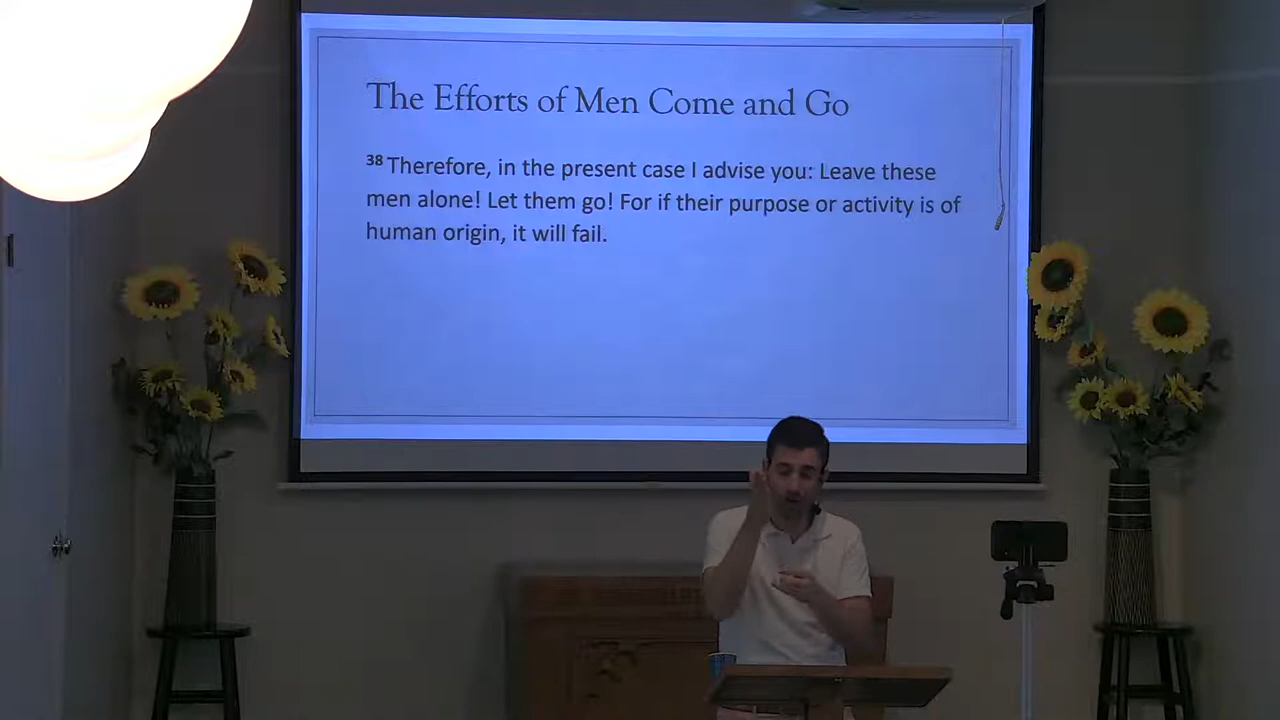 The Efforts of Men Come and Go
38 Therefore, in the present case I advise you: Leave these
men alone! Let them go! For if their purpose or activity is of
human origin, it will fail.